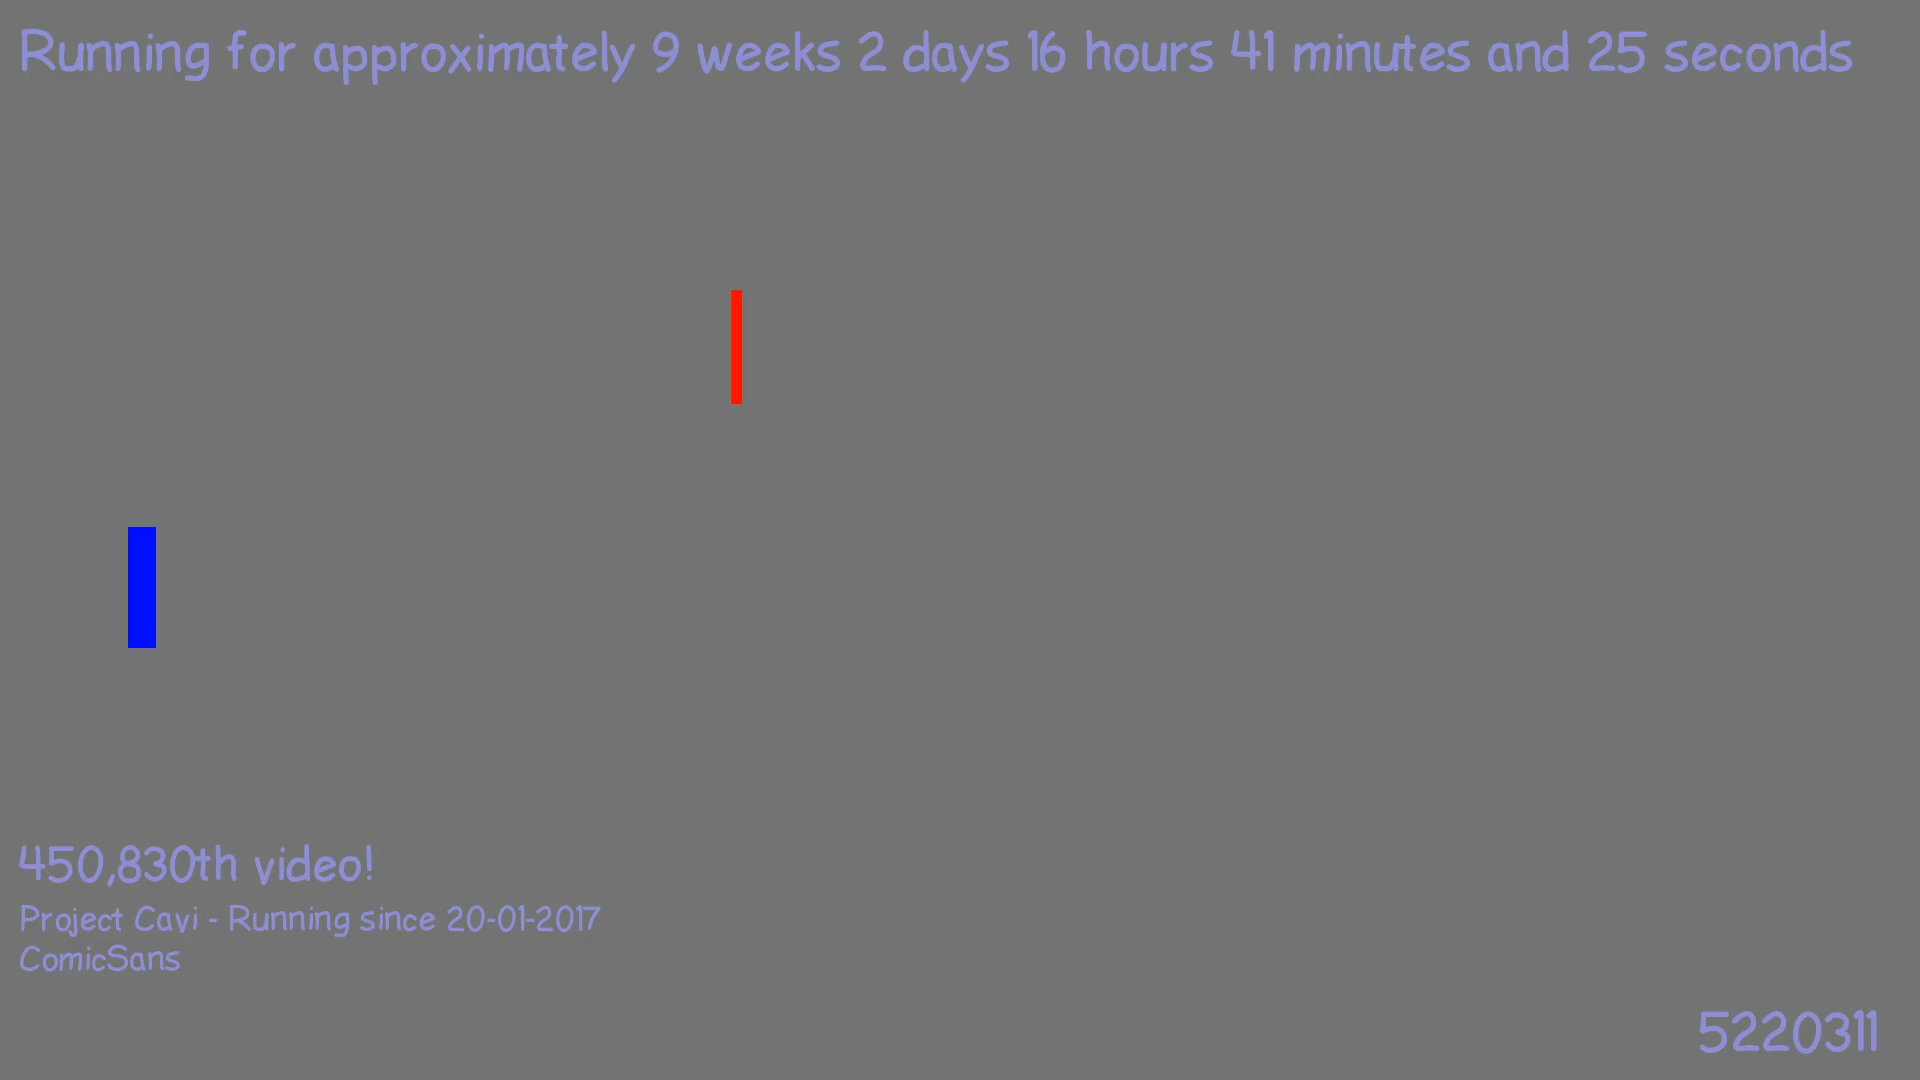 Running for approximately 9 weeks 2 days 16 hours 41 minutes and 25 seconds
450,830th video!
Project Cavi - Running since 20-01-2017
ComicSans
5220311